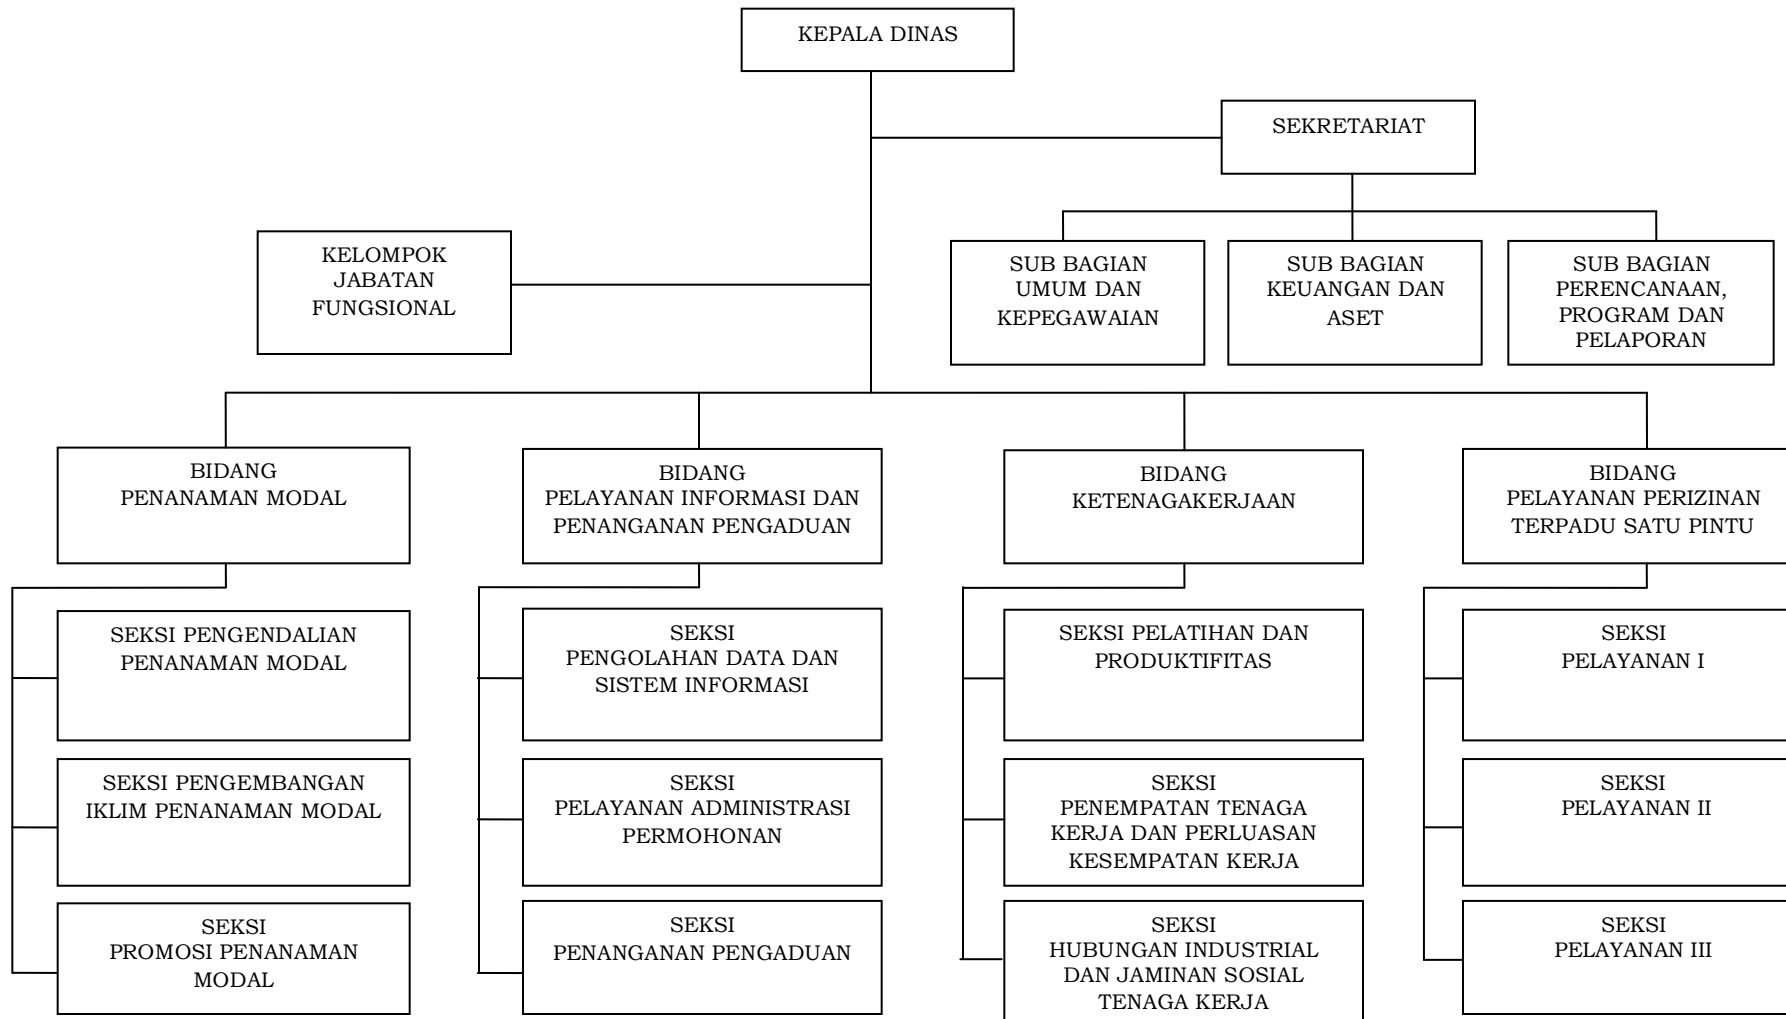 KEPALA DINAS
SEKRETARIAT
KELOMPOK
JABATAN
FUNGSIONAL
SUB BAGIAN
UMUM DAN
KEPEGAWAIAN
SUB BAGIAN
KEUANGAN DAN
ASET
SUB BAGIAN
PERENCANAAN,
PROGRAM DAN
PELAPORAN
BIDANG
PENANAMAN MODAL
BIDANG
PELAYANAN INFORMASI DAN
PENANGANAN PENGADUAN
BIDANG
KETENAGAKERJAAN
BIDANG
PELAYANAN PERIZINAN
TERPADU SATU PINTU
SEKSI PENGENDALIAN
PENANAMAN MODAL
SEKSI
PENGOLAHAN DATA DAN
SISTEM INFORMASI
SEKSI PELATIHAN DAN
PRODUKTIFITAS
SEKSI
PELAYANAN I
SEKSI PENGEMBANGAN
IKLIM PENANAMAN MODAL
SEKSI
PELAYANAN ADMINISTRASI
PERMOHONAN
SEKSI
PENEMPATAN TENAGA
KERJA DAN PERLUASAN
KESEMPATAN KERJA
SEKSI
PELAYANAN II
SEKSI
PROMOSI PENANAMAN
MODAL
SEKSI
PENANGANAN PENGADUAN
SEKSI
HUBUNGAN INDUSTRIAL
DAN JAMINAN SOSIAL
TENAGA KERJA
SEKSI
PELAYANAN III